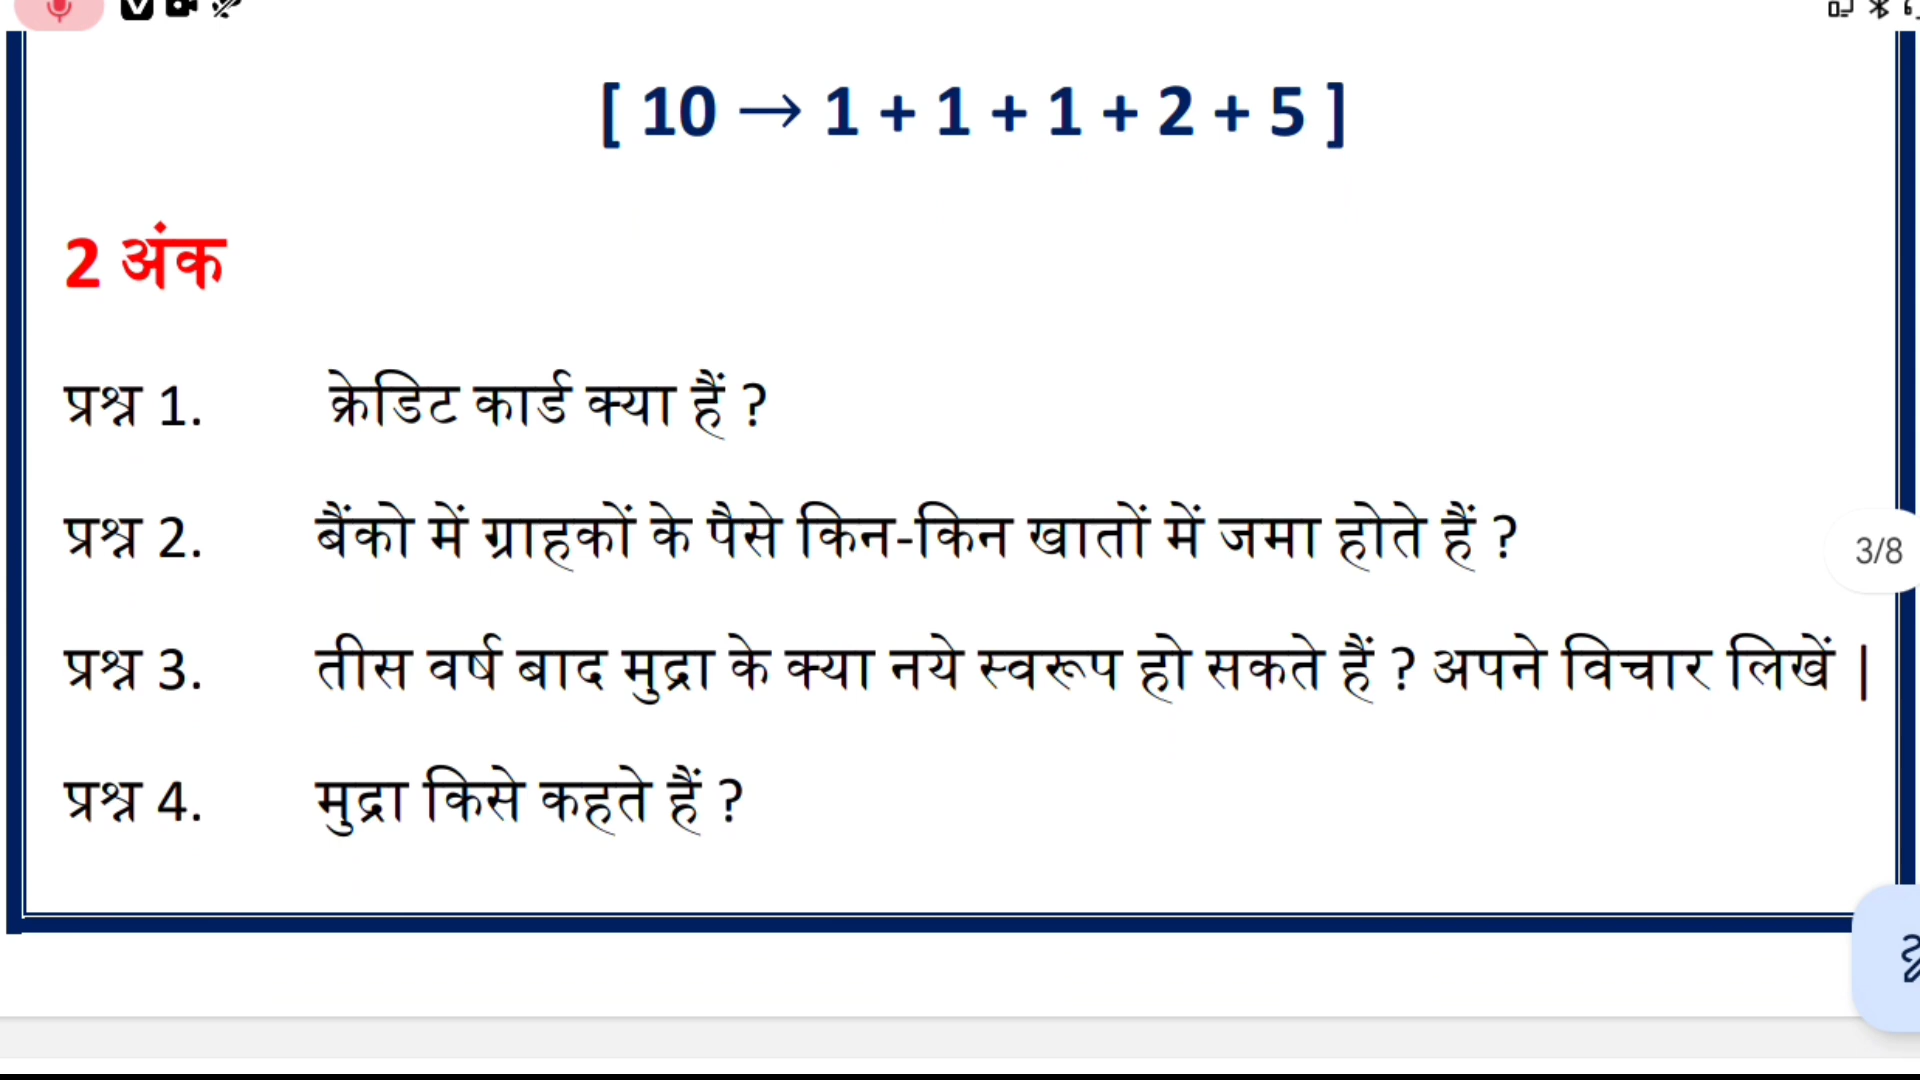 [ 10 → 1 + 1 + 1 + 2 + 5 ]
2 अंक
प्रश्न 1. क्रेडिट कार्ड क्या हैं ?
प्रश्न 2. बैंको में ग्राहकों के पैसे किन-किन खातों में जमा होते हैं ?
प्रश्न 3. तीस वर्ष बाद मुद्रा के क्या नये स्वरूप हो सकते हैं ? अपने विचार लिखें |
3/8
प्रश्न 4. मुद्रा किसे कहते हैं ?